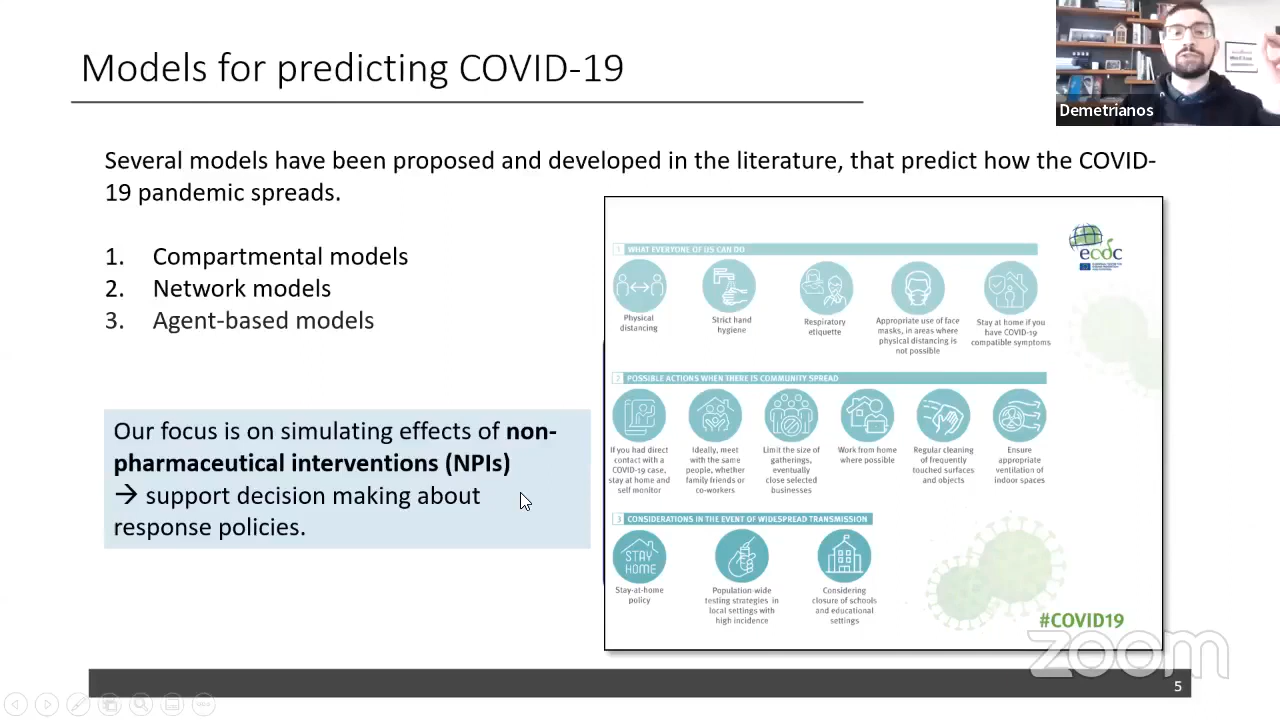 Models for predicting COVID-19
Demetrianos
Several models have been proposed and developed in the literature, that predict how the COVID-
19 pandemic spreads.
1. Compartmental models
2. Network models
3. Agent-based models
Our focus is on simulating effects of non-
pharmaceutical interventions (NPIs)
→ support decision making about
response policies.
1 WHAT EVERYONE OF US CAN DO
ecdc
Physical
distancing
Strict hand
hygiene
Respiratory
etiquette
Appropriate use of face
masks, in areas where
physical distancing is
not possible
Stay at home if you
have COVID-19
compatible symptoms
2 POSSIBLE ACTIONS WHEN THERE IS COMMUNITY SPREAD
If you had direct
contact with a
COVID-19 case,
stay at home and
self monitor
Ideally, meet
with the same
people, whether
family friends or
co-workers
Limit the size of
gatherings,
eventually
close selected
businesses
Work from home
where possible
Regular cleaning
of frequently
touched surfaces
and objects
Ensure
appropriate
ventilation of
indoor spaces
3 CONSIDERATIONS IN THE EVENT OF WIDESPREAD TRANSMISSION
STAY
HOME
Stay-at-home
policy
Population-wide
testing strategies in
local settings with
high incidence
Considering
closure of schools
and educational
settings
#COVID19
zoom
5